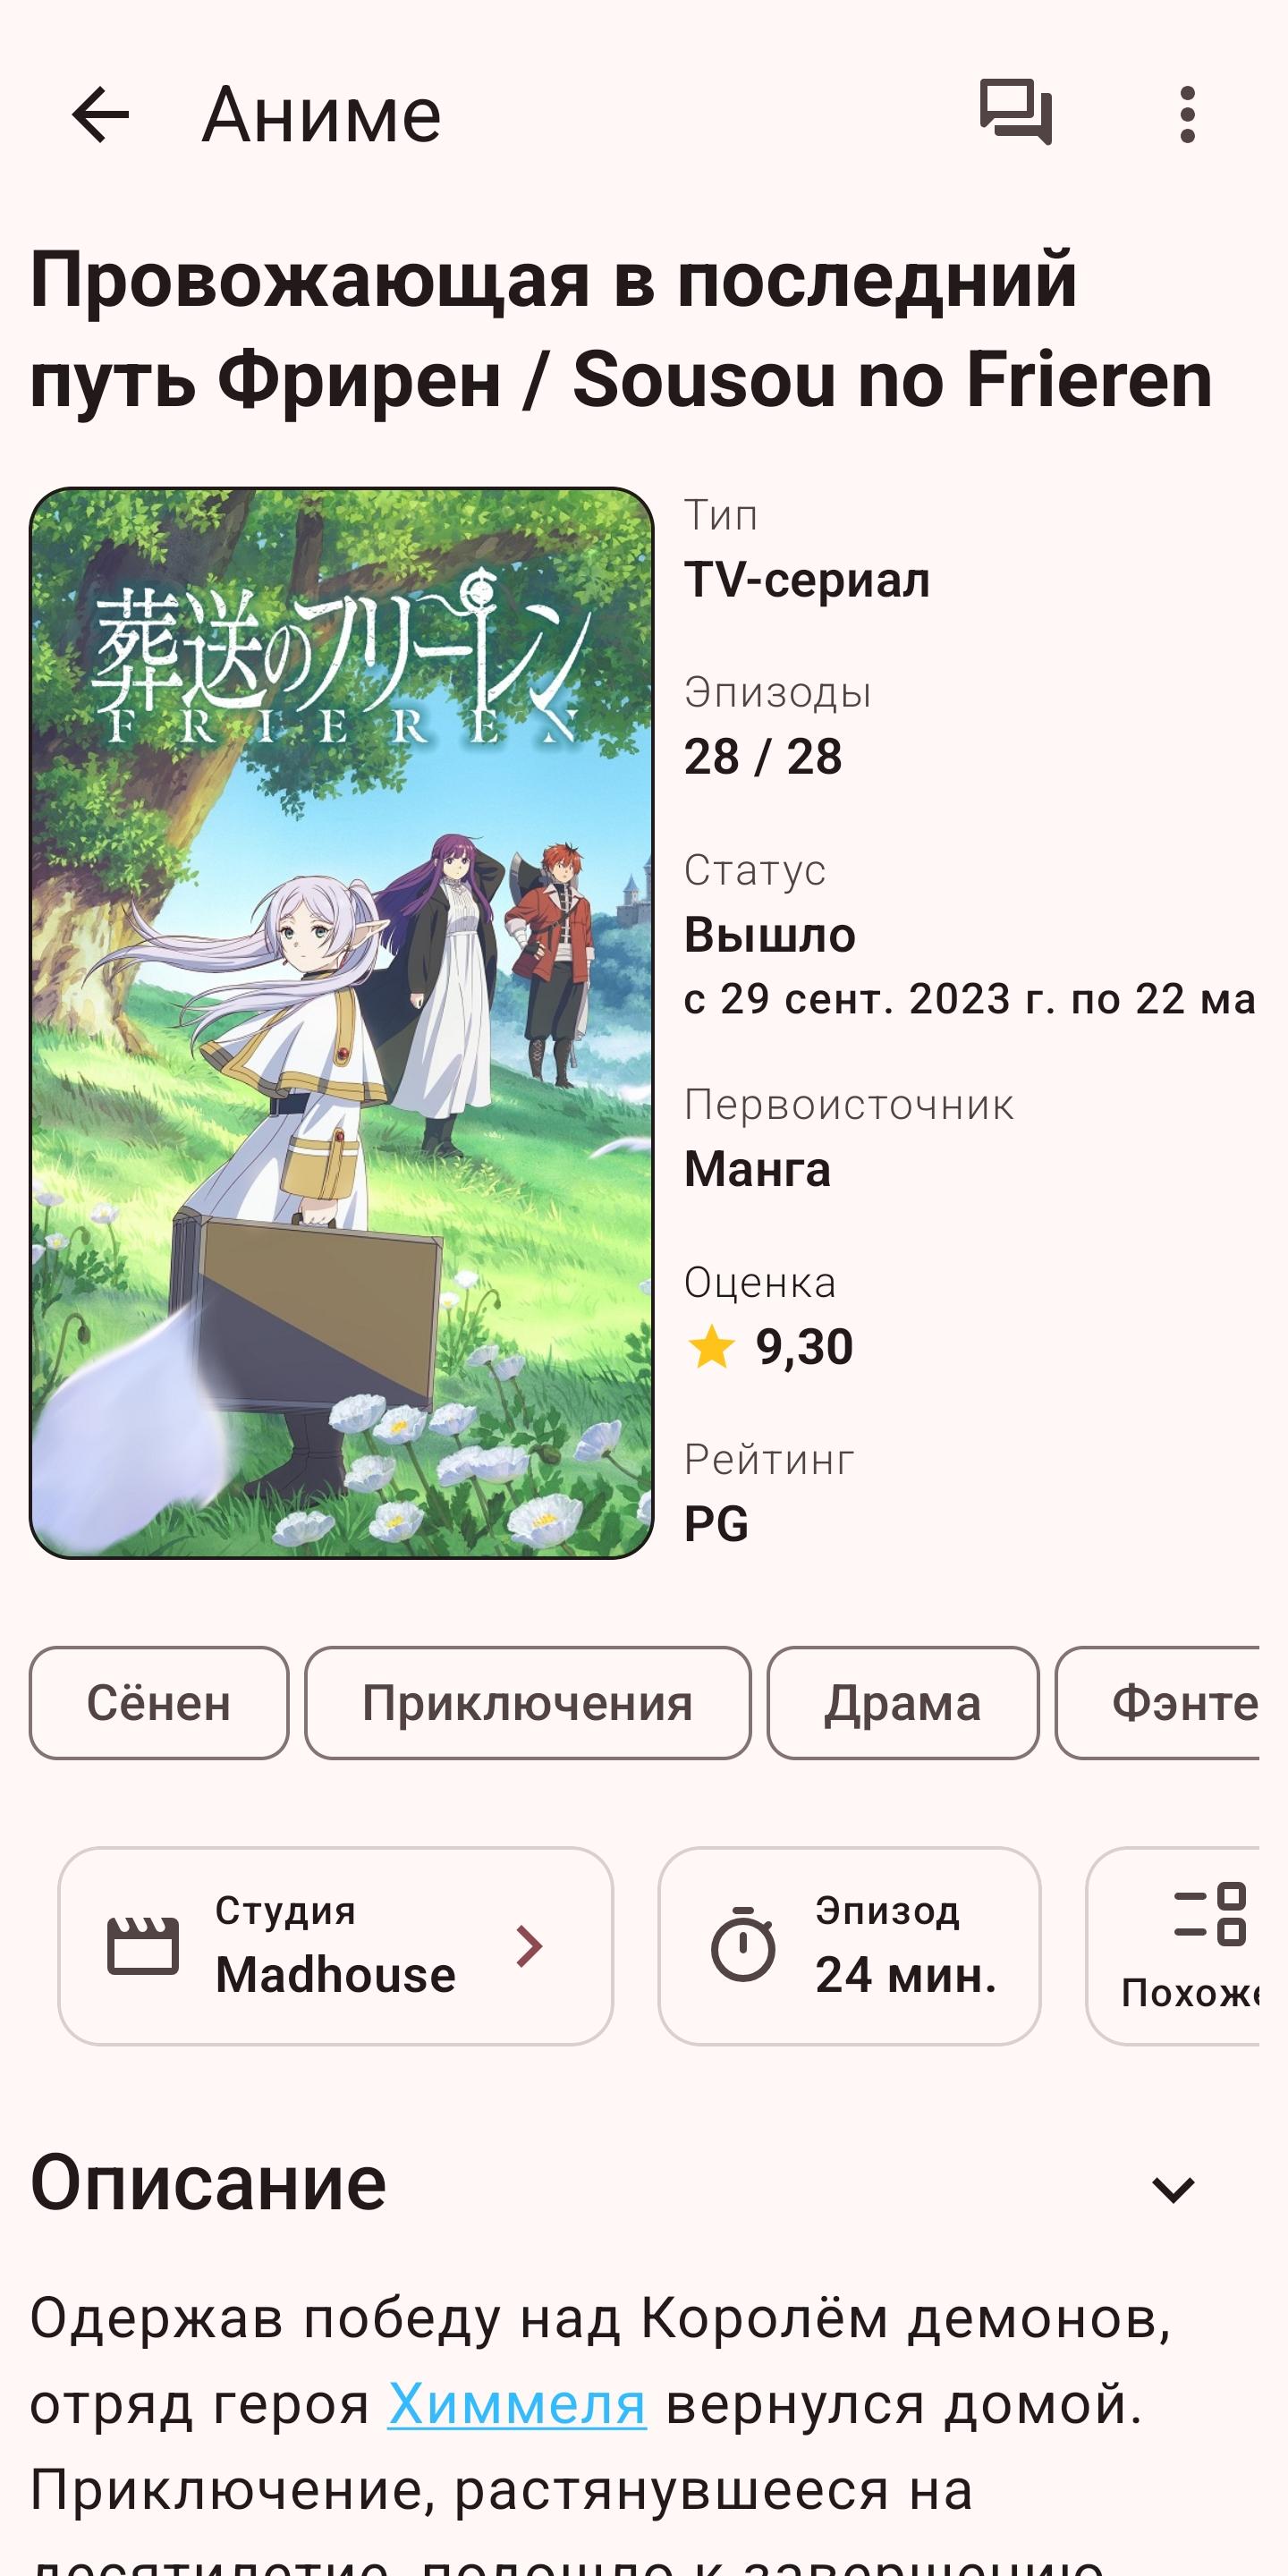 Аниме
Провожающая в последний
путь Фрирен / Sousou no Frieren
葬送のフリーレン
FRIEREN
Тип
TV-сериал
Эпизоды
28 / 28
Статус
Вышло
с 29 сент. 2023 г. по 22 ма
Первоисточник
Манга
Оценка
9,30
Рейтинг
PG
Сёнен
Приключения
Драма
Фэнте
Студия
Madhouse
Эпизод
24 мин.
Похоже
Описание
Одержав победу над Королём демонов,
отряд героя Химмеля вернулся домой.
Приключение, растянувшееся на
десятилетие, подошло к завершению.